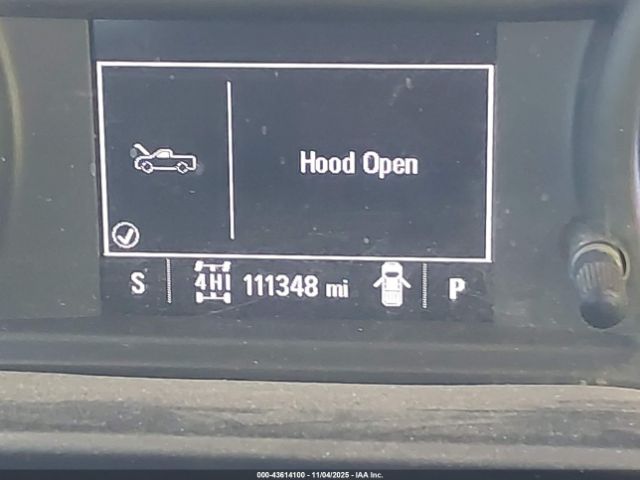 Hood Open
S 4HI 111348 mi P
000-43614100 - 11/04/2025 - IAA Inc.